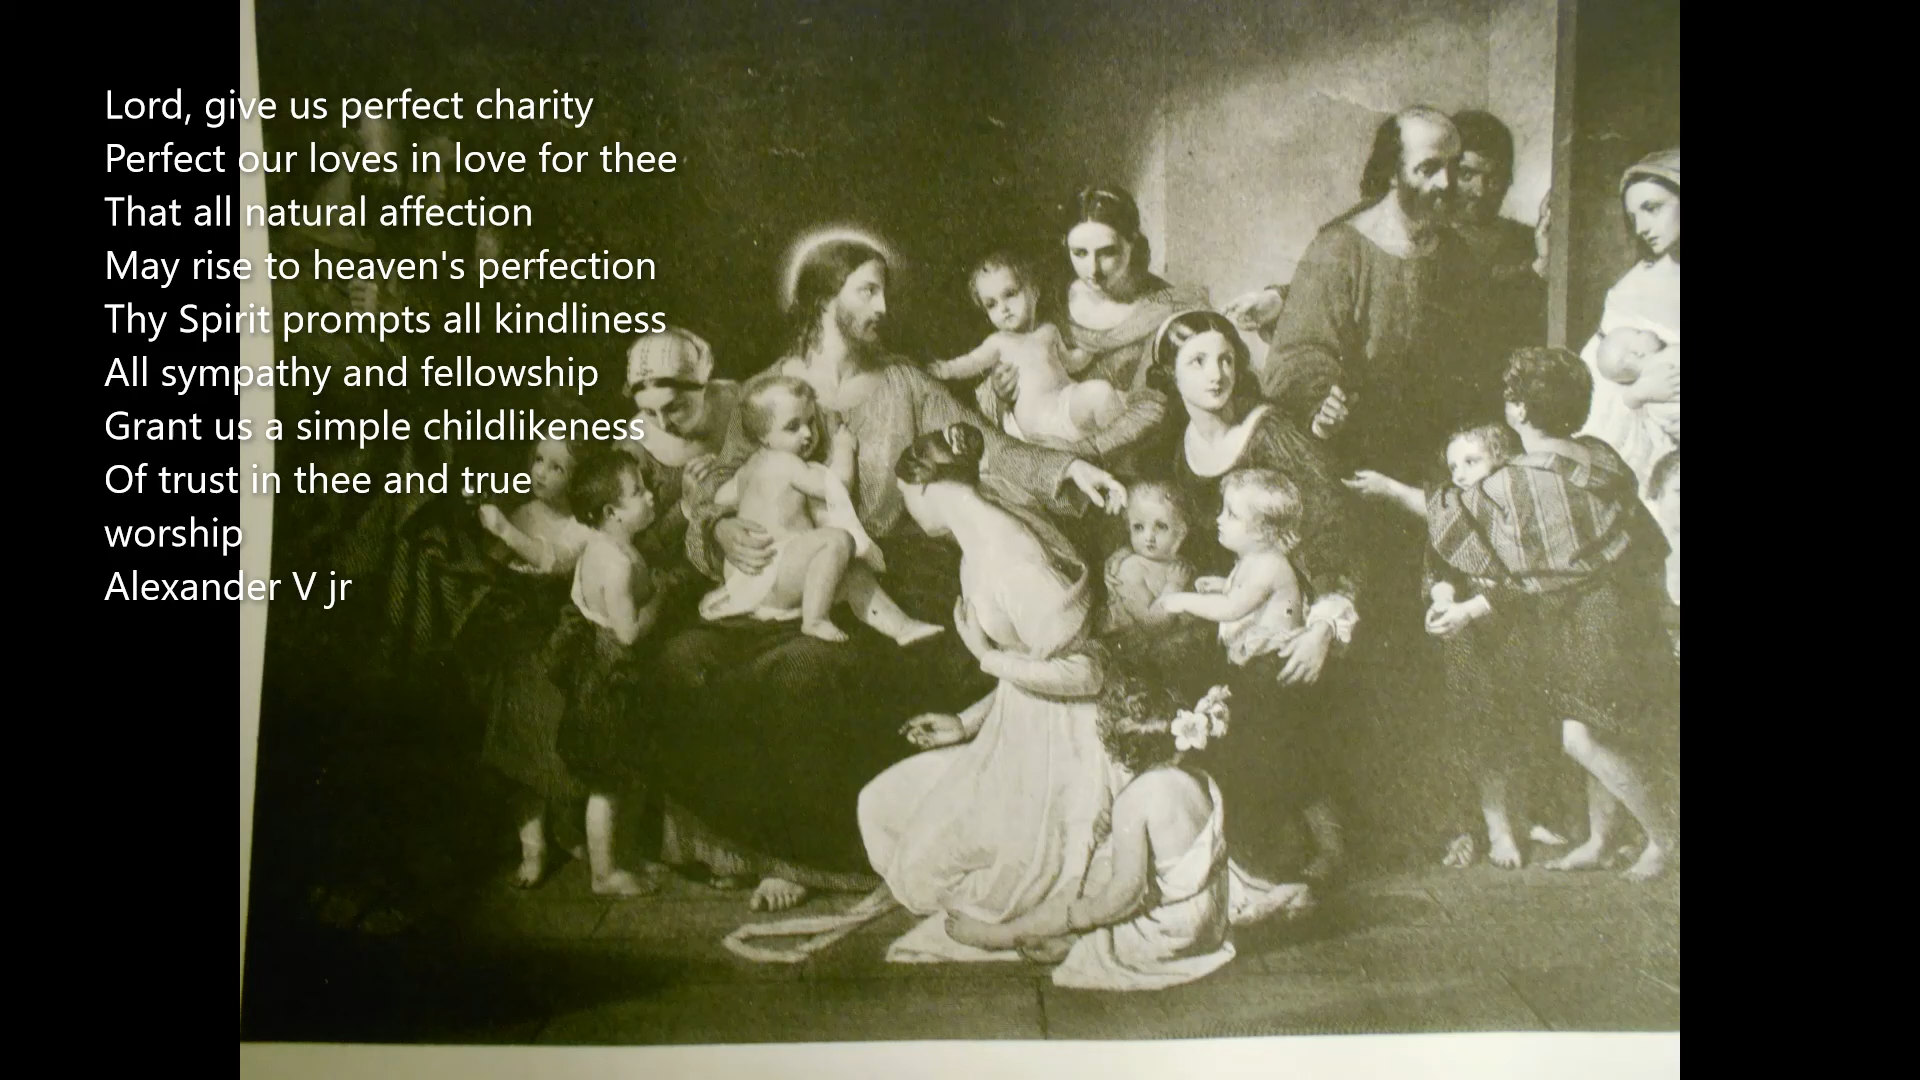 Lord, give us perfect charity
Perfect our loves in love for thee
That all natural affection
May rise to heaven's perfection
Thy Spirit prompts all kindliness
All sympathy and fellowship
Grant us a simple childlikeness
Of trust in thee and true
worship
Alexander V jr